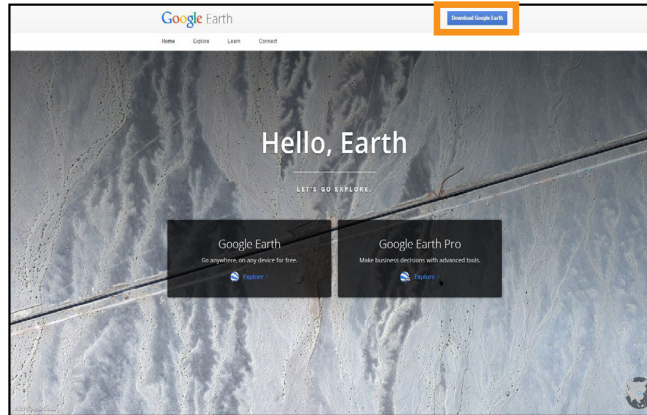 Google Earth
Download Google Earth
Home Explore Learn Connect
Hello, Earth
LET'S GO EXPLORE.
Google Earth
Go anywhere, on any device for free.
Explore
Google Earth Pro
Make business decisions with advanced tools.
Explore